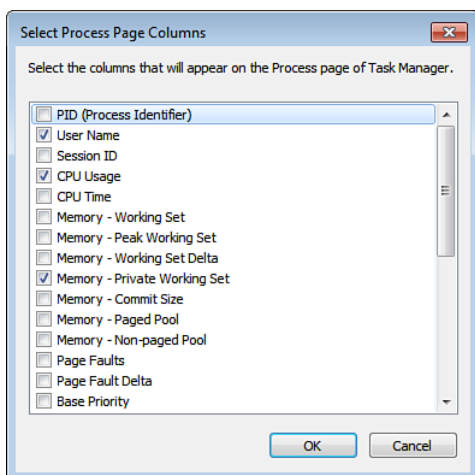 Select Process Page Columns
Select the columns that will appear on the Process page of Task Manager.
PID (Process Identifier)
User Name
Session ID
CPU Usage
CPU Time
Memory - Working Set
Memory - Peak Working Set
Memory - Working Set Delta
Memory - Private Working Set
Memory - Commit Size
Memory - Paged Pool
Memory - Non-paged Pool
Page Faults
Page Fault Delta
Base Priority
OK Cancel